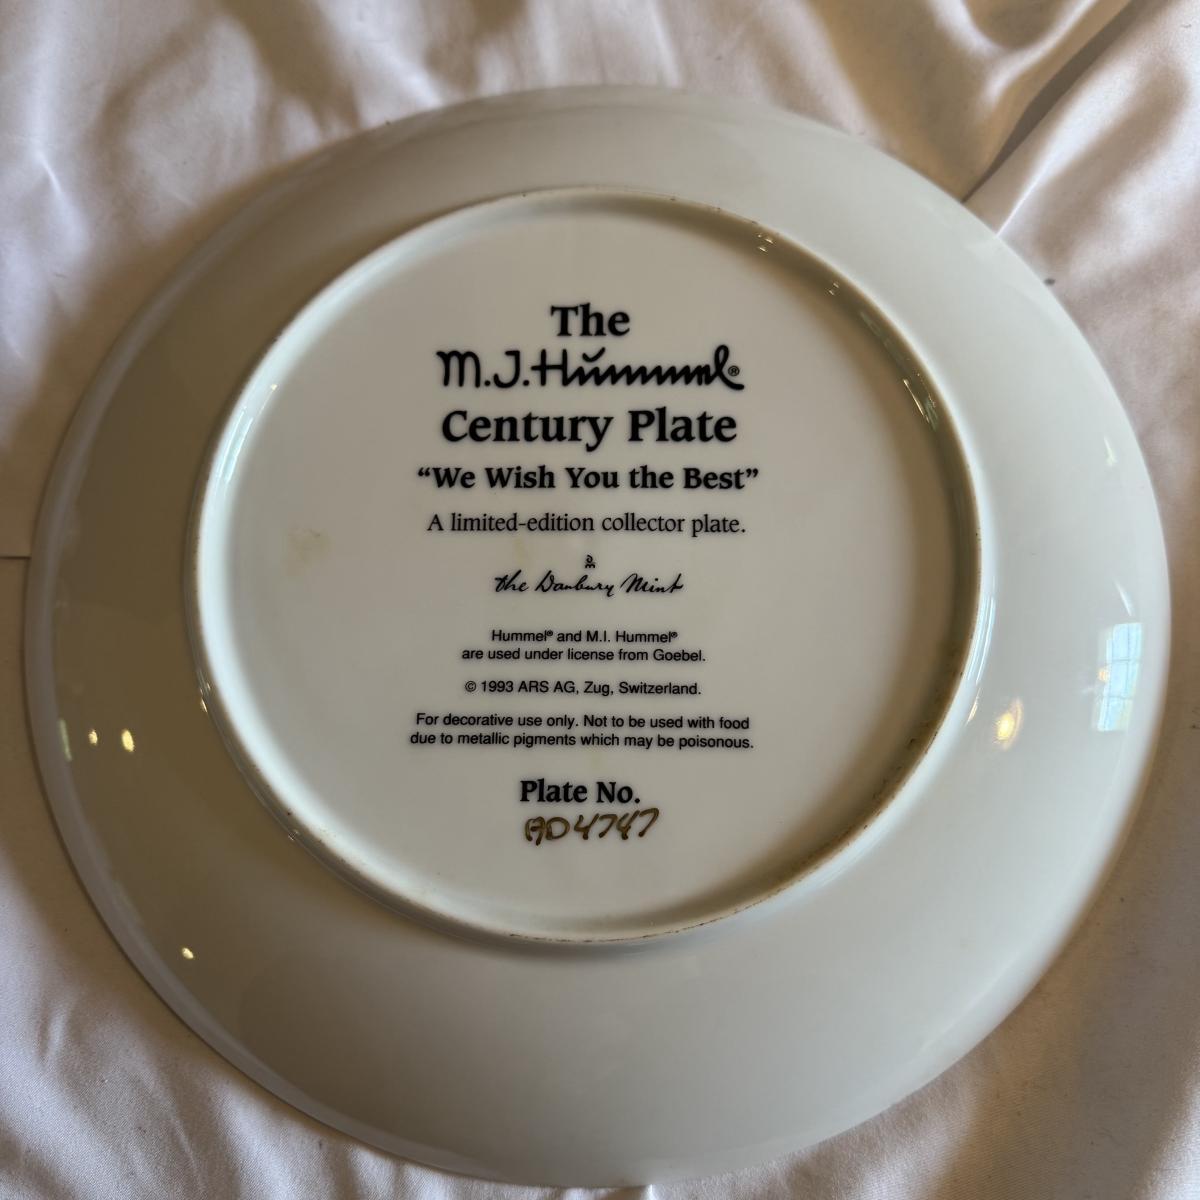 The
M.J.Hŭmmel®
Century Plate
“We Wish You the Best”
A limited-edition collector plate.
DM
the Danbury Mint
Hummel® and M.I. Hummel®
are used under license from Goebel.
© 1993 ARS AG, Zug, Switzerland.
For decorative use only. Not to be used with food
due to metallic pigments which may be poisonous.
Plate No.
AD4747